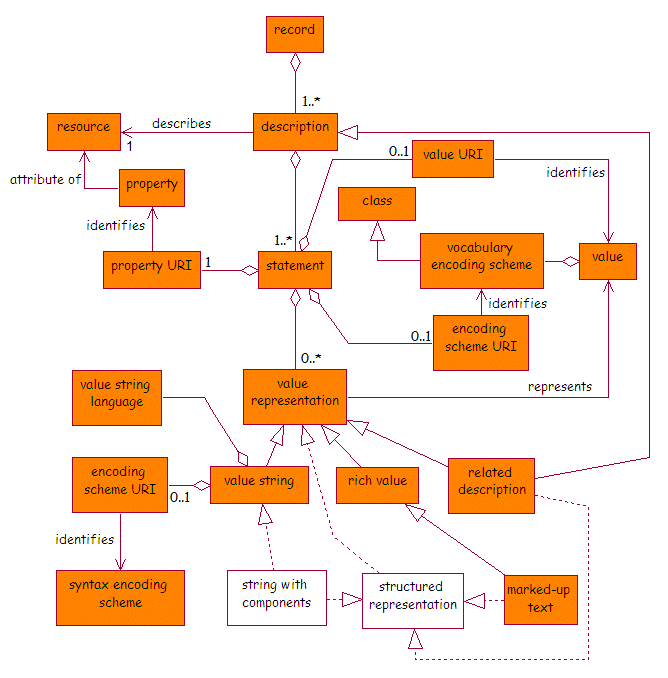 record
1..*
resource
describes
description
1
0..1
value URI
attribute of
property
identifies
class
identifies
1..*
vocabulary
encoding scheme
value
property URI
1
statement
identifies
0..1
encoding
scheme URI
0..*
value string
language
value
representation
represents
encoding
scheme URI
0..1
value string
rich value
related
description
identifies
syntax encoding
scheme
string with
components
structured
representation
marked-up
text